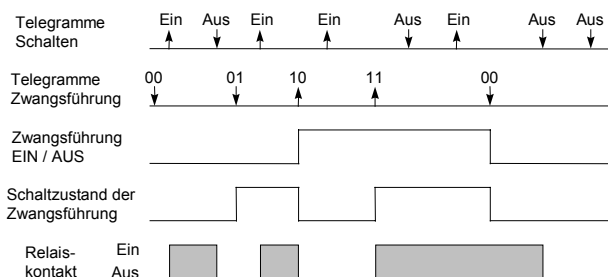 Telegramme Schalten Ein Aus Ein Ein Aus Ein Aus Aus
Telegramme Zwangsführung 00 01 10 11 00
Zwangsführung
EIN / AUS
Schaltzustand der
Zwangsführung
Relais- Ein
kontakt Aus